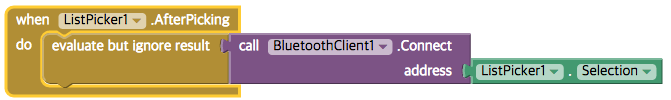 when ListPicker1 .AfterPicking
do evaluate but ignore result call BluetoothClient1 .Connect
address ListPicker1 . Selection